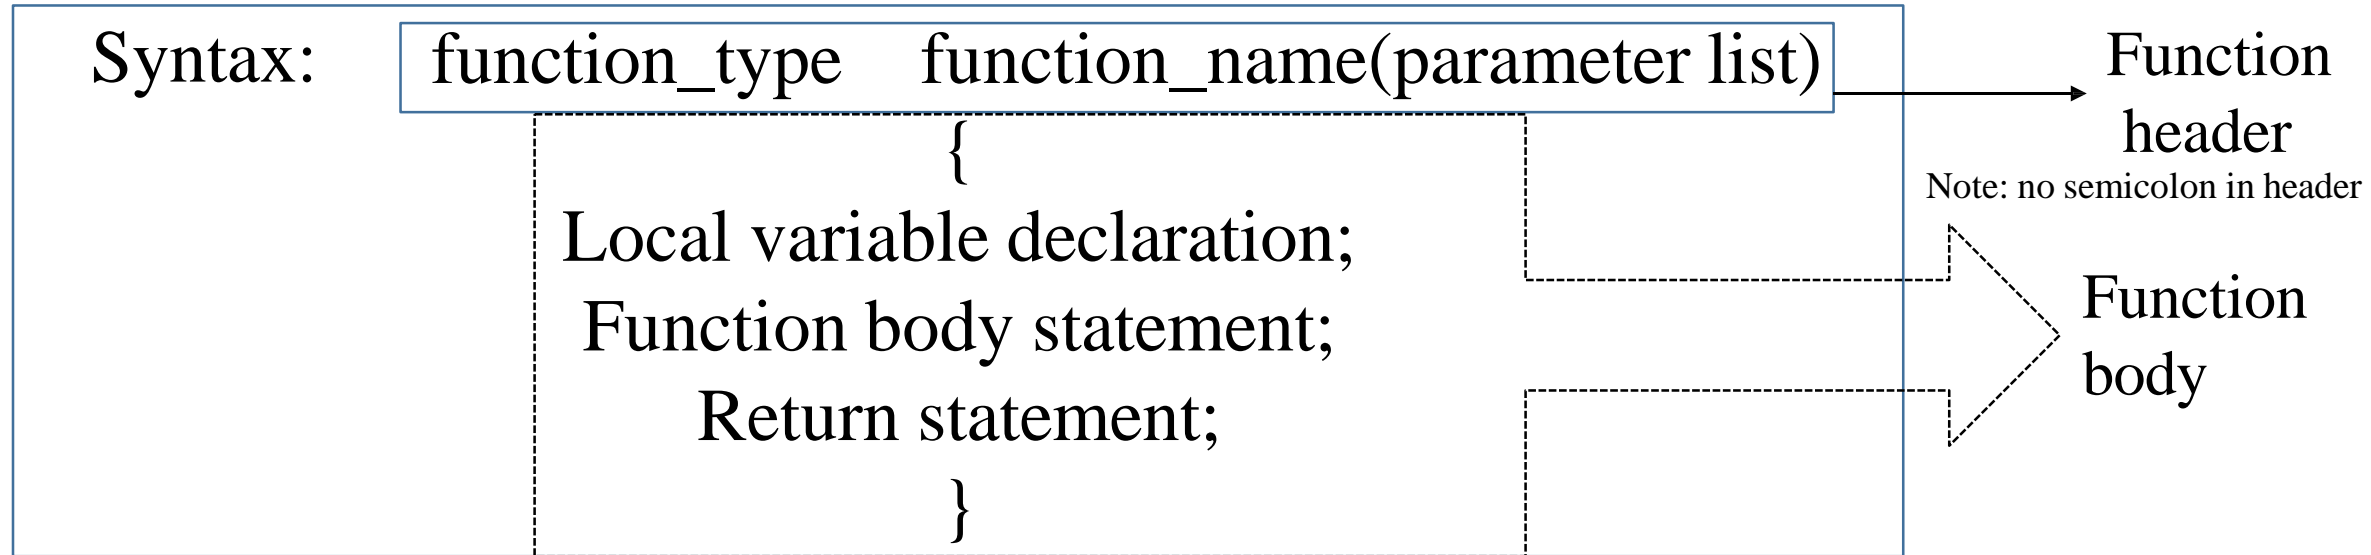 Syntax: function_type function_name(parameter list)
{
Local variable declaration;
Function body statement;
Return statement;
}
Function
header
Note: no semicolon in header
Function
body